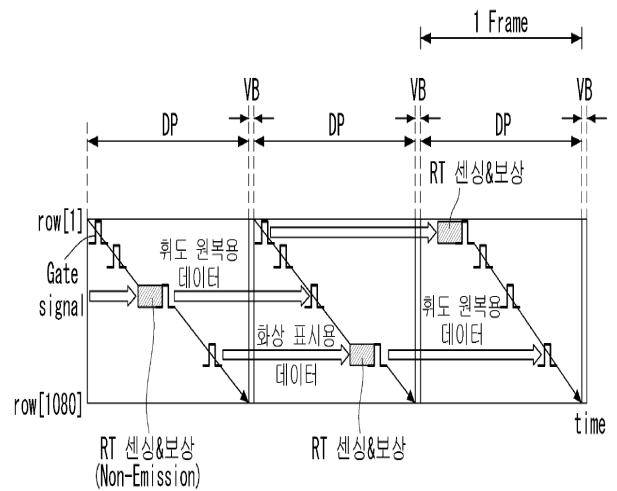 1 Frame
VB
VB
VB
DP
DP
DP
RT 센싱&보상
row[1]
Gate
signal
휘도 원복용
데이터
휘도 원복용
데이터
화상 표시용
데이터
row[1080]
time
RT 센싱&보상
(Non-Emission)
RT 센싱&보상